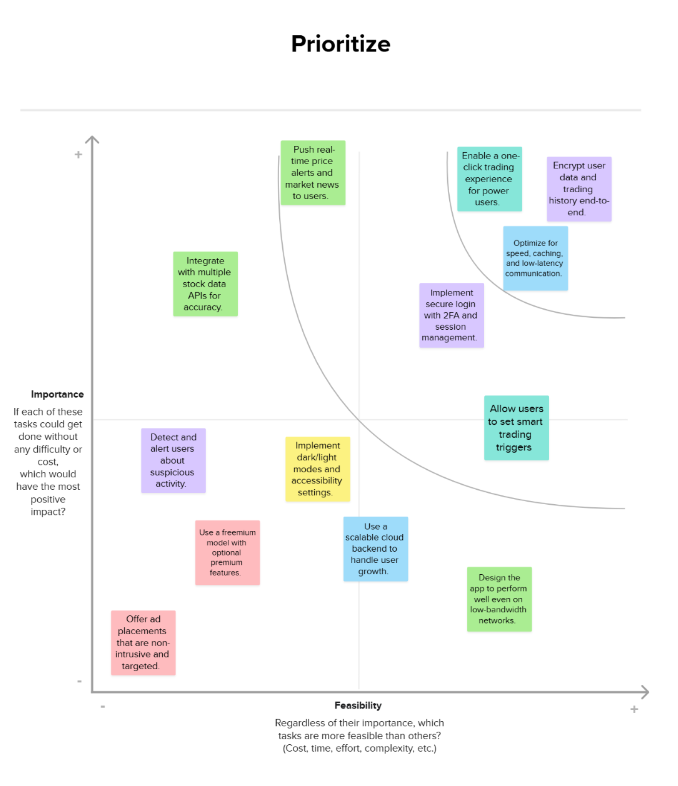 Prioritize
+
Push real-
time price
alerts and
market news
to users.
Enable a one-
click trading
experience
for power
users.
Encrypt user
data and
trading
history end-to-
end.
Optimize for
speed, caching,
and low-latency
communication.
Integrate
with multiple
stock data
APIs for
accuracy.
Implement
secure login
with 2FA and
session
management.
Importance
If each of these
tasks could get
done without
any difficulty or
cost,
which would
have the most
positive
impact?
Allow users
to set smart
trading
triggers
Detect and
alert users
about
suspicious
activity.
Implement
dark/light
modes and
accessibility
settings.
Use a freemium
model with
optional
premium
features.
Use a
scalable cloud
backend to
handle user
growth.
Design the
app to perform
well even on
low-bandwidth
networks.
Offer ad
placements
that are non-
intrusive and
targeted.
-
-
Feasibility
+
Regardless of their importance, which
tasks are more feasible than others?
(Cost, time, effort, complexity, etc.)